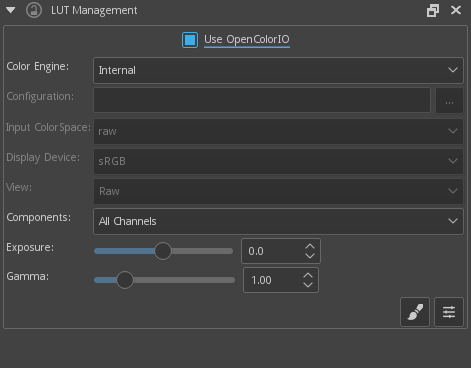 LUT Management
Use OpenColorIO
Color Engine: Internal
Configuration: ...
Input ColorSpace: raw
Display Device: sRGB
View: Raw
Components: All Channels
Exposure: 0.0
Gamma: 1.00